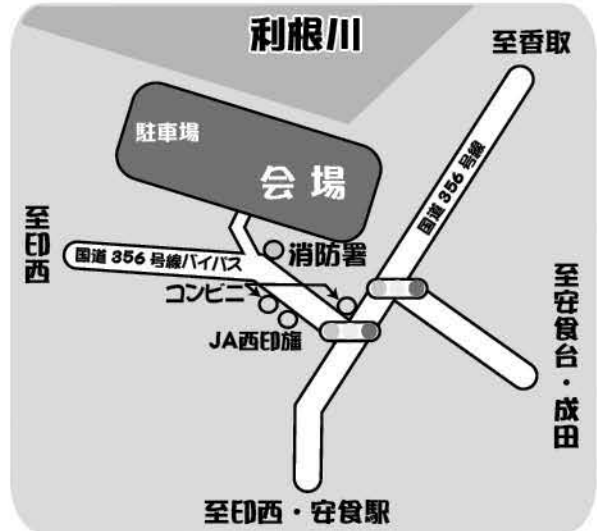 利根川
至香取
駐車場
会場
国道356号線
至印西
国道356号線バイパス
消防署
コンビニ
JA西印旛
至安食台・成田
至印西・安食駅